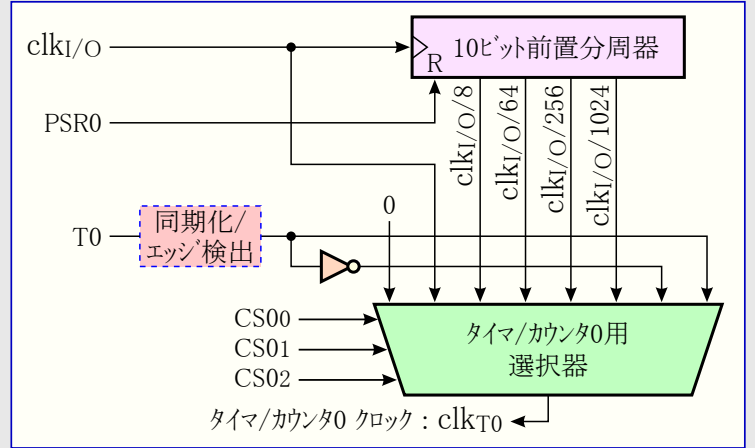 clkI/O
10ビット前置分周器
R
PSR0
clkI/O/8
clkI/O/64
clkI/O/256
clkI/O/1024
0
T0
同期化/
エッジ検出
CS00
CS01
CS02
タイマ/カウンタ0用
選択器
タイマ/カウンタ0 クロック : clkT0